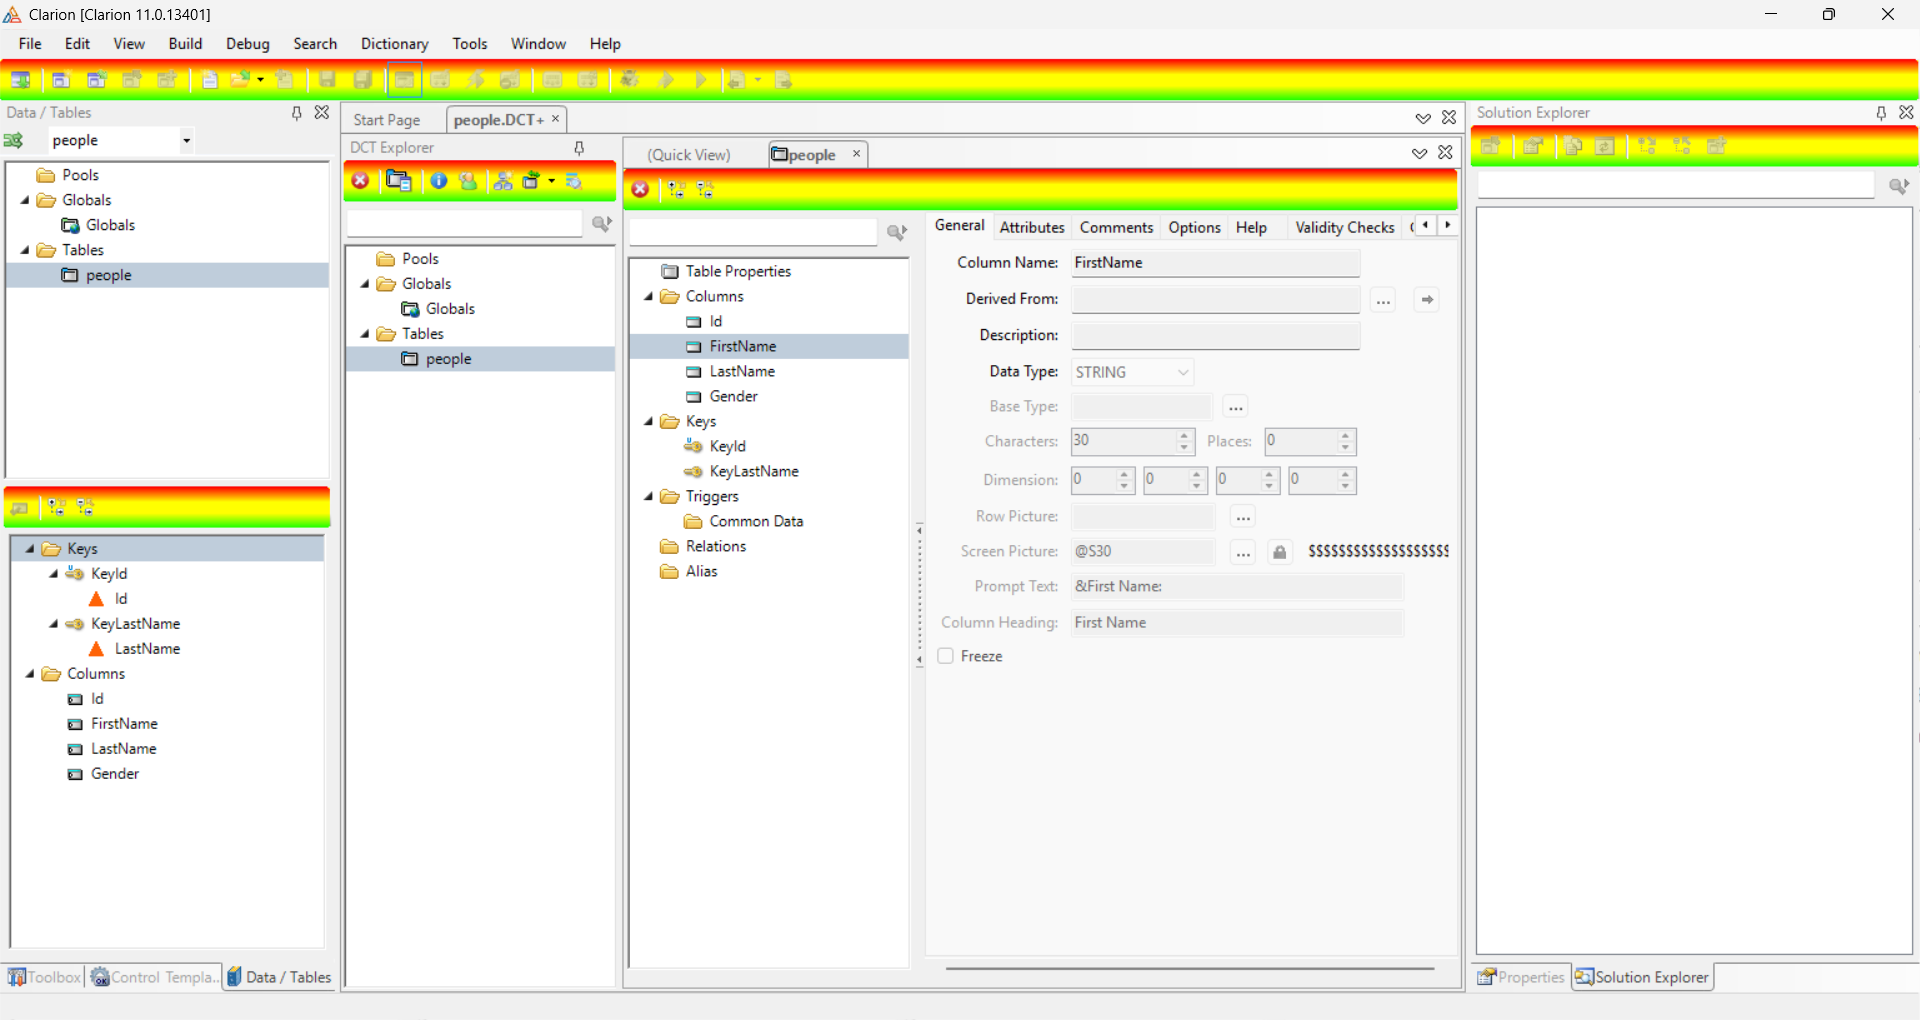 Clarion [Clarion 11.0.13401]
File Edit View Build Debug Search Dictionary Tools Window Help
Data / Tables
people
Pools
Globals
Globals
Tables
people
Keys
KeyId
Id
KeyLastName
LastName
Columns
Id
FirstName
LastName
Gender
Toolbox Control Templa... Data / Tables
Start Page people.DCT+
DCT Explorer
Pools
Globals
Globals
Tables
people
(Quick View) people
Table Properties
Columns
Id
FirstName
LastName
Gender
Keys
KeyId
KeyLastName
Triggers
Common Data
Relations
Alias
General Attributes Comments Options Help Validity Checks
Column Name: FirstName
Derived From: ...
Description:
Data Type: STRING
Base Type: ...
Characters: 30 Places: 0
Dimension: 0 0 0 0
Row Picture: ...
Screen Picture: @S30 ... $$$$$$$$$$$$$$$$$$$
Prompt Text: &First Name:
Column Heading: First Name
Freeze
Solution Explorer
Properties Solution Explorer